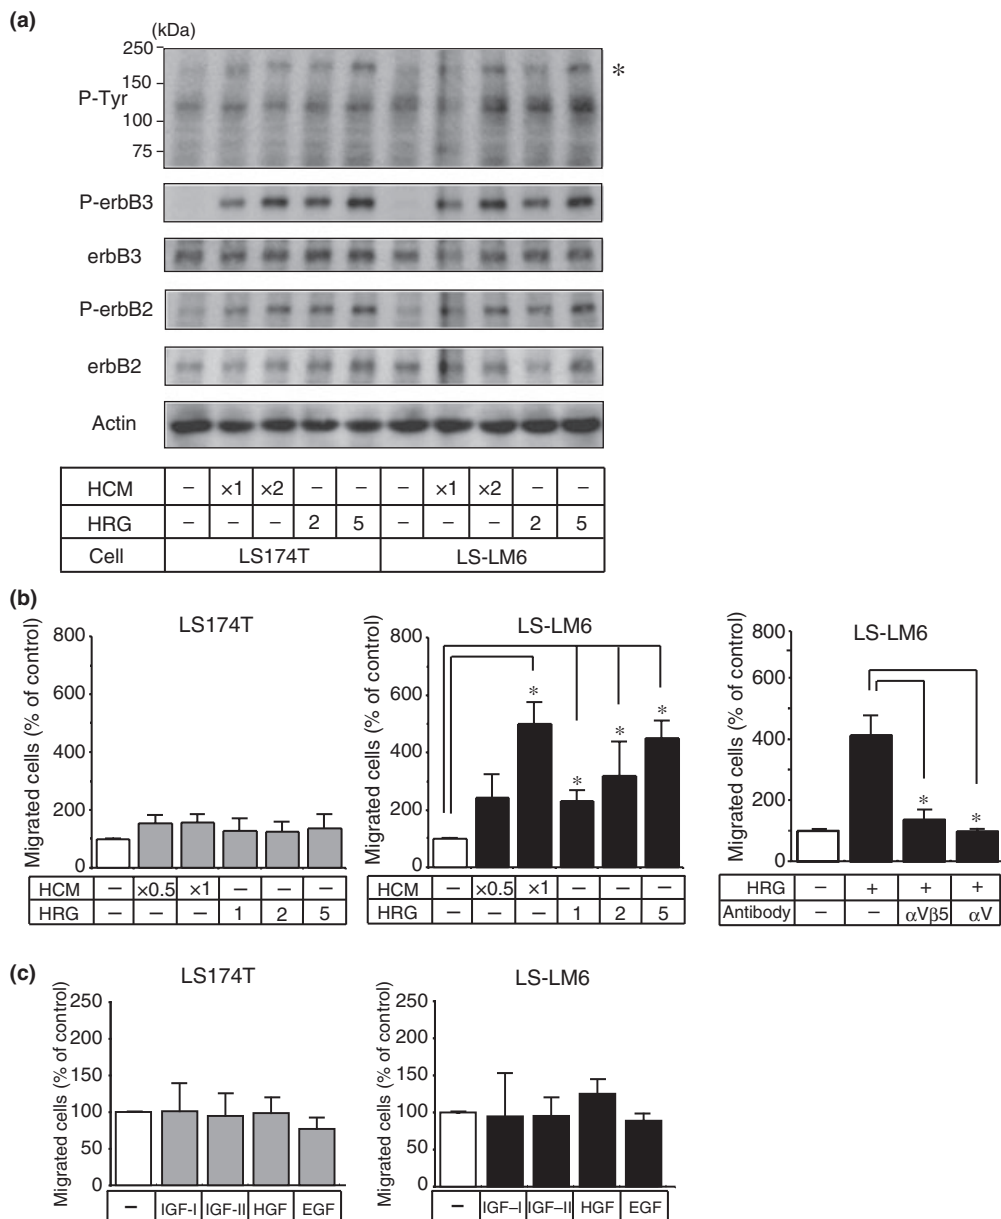 (a)
(kDa)
250
150
P-Tyr
100
75
*
P-erbB3
erbB3
P-erbB2
erbB2
Actin
HCM – ×1 ×2 – – – ×1 ×2 – –
HRG – – – 2 5 – – – 2 5
Cell LS174T LS-LM6
(b)
LS174T
Migrated cells (% of control)
800
600
400
200
100
0
HCM – ×0.5 ×1 – – –
HRG – – – 1 2 5
LS-LM6
Migrated cells (% of control)
800
600
400
200
100
0
* * * *
HCM – ×0.5 ×1 – – –
HRG – – – 1 2 5
LS-LM6
Migrated cells (% of control)
800
600
400
200
100
0
* *
HRG – + + +
Antibody – – αVβ5 αV
(c)
LS174T
Migrated cells (% of control)
250
200
150
100
50
0
– IGF-I IGF-II HGF EGF
LS-LM6
Migrated cells (% of control)
250
200
150
100
50
0
– IGF–I IGF–II HGF EGF